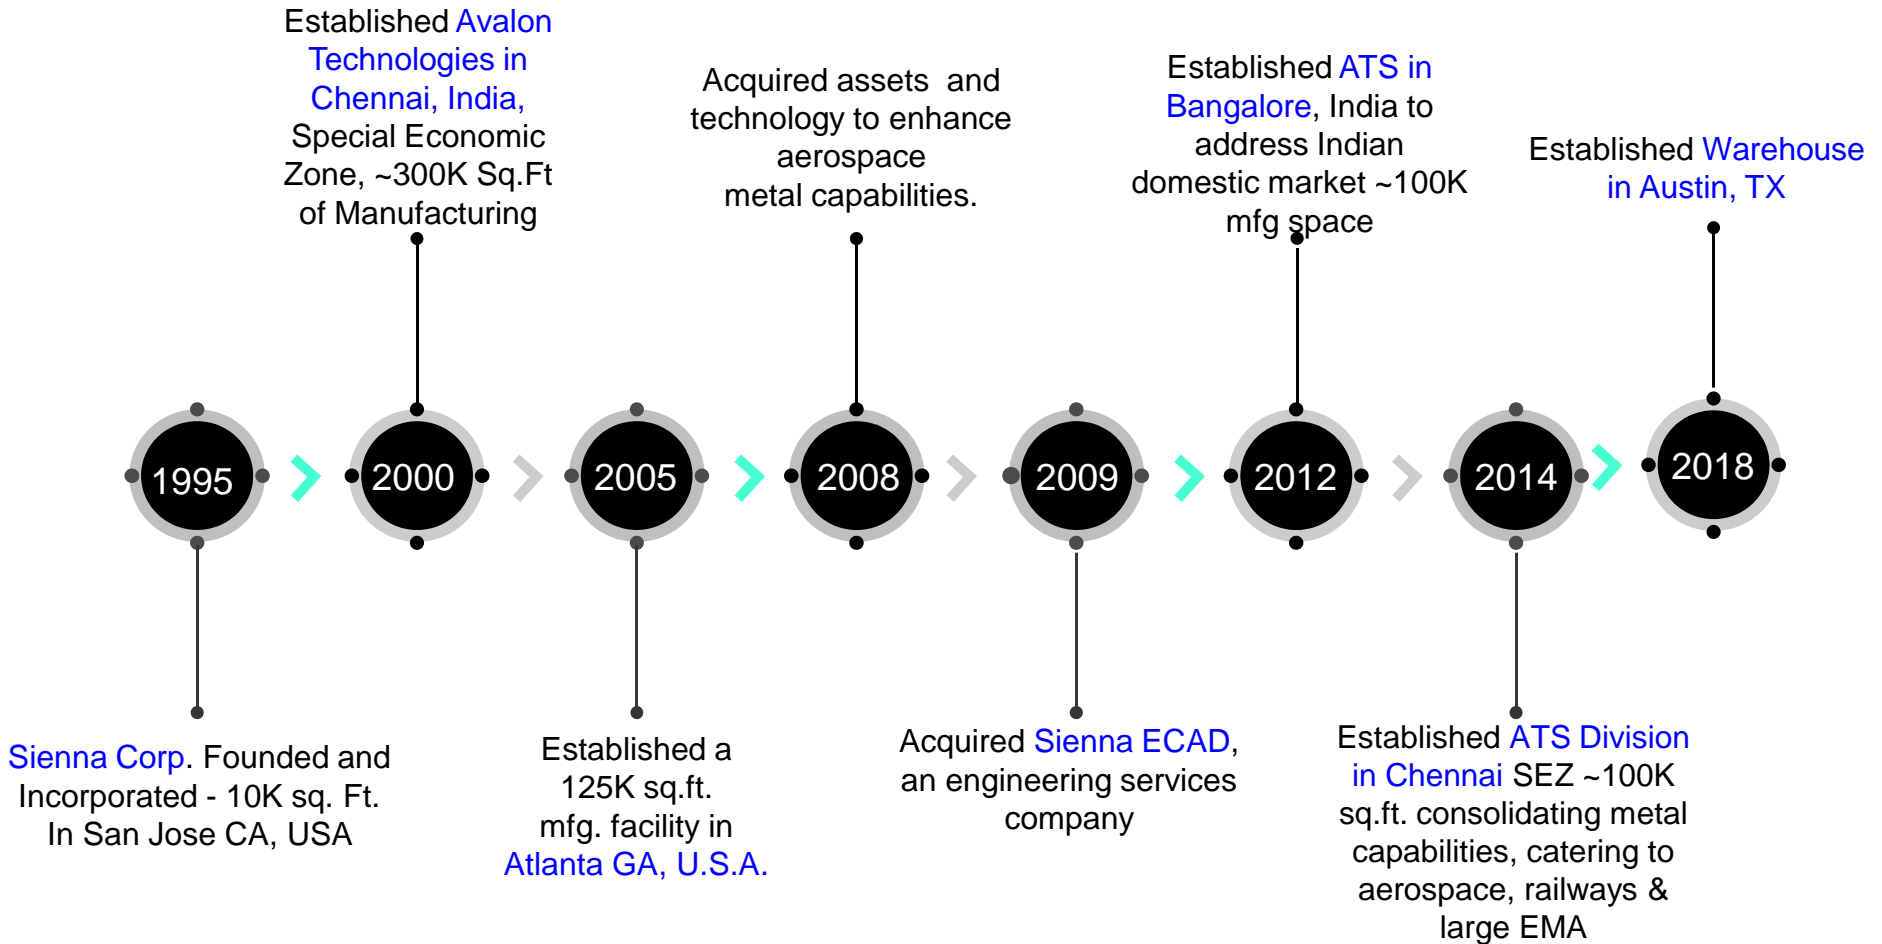 Established Avalon
Technologies in
Chennai, India,
Special Economic
Zone, ~300K Sq.Ft
of Manufacturing
Acquired assets and
technology to enhance
aerospace
metal capabilities.
Established ATS in
Bangalore, India to
address Indian
domestic market ~100K
mfg space
Established Warehouse
in Austin, TX
1995
2000
2005
2008
2009
2012
2014
2018
Sienna Corp. Founded and
Incorporated - 10K sq. Ft.
In San Jose CA, USA
Established a
125K sq.ft.
mfg. facility in
Atlanta GA, U.S.A.
Acquired Sienna ECAD,
an engineering services
company
Established ATS Division
in Chennai SEZ ~100K
sq.ft. consolidating metal
capabilities, catering to
aerospace, railways &
large EMA